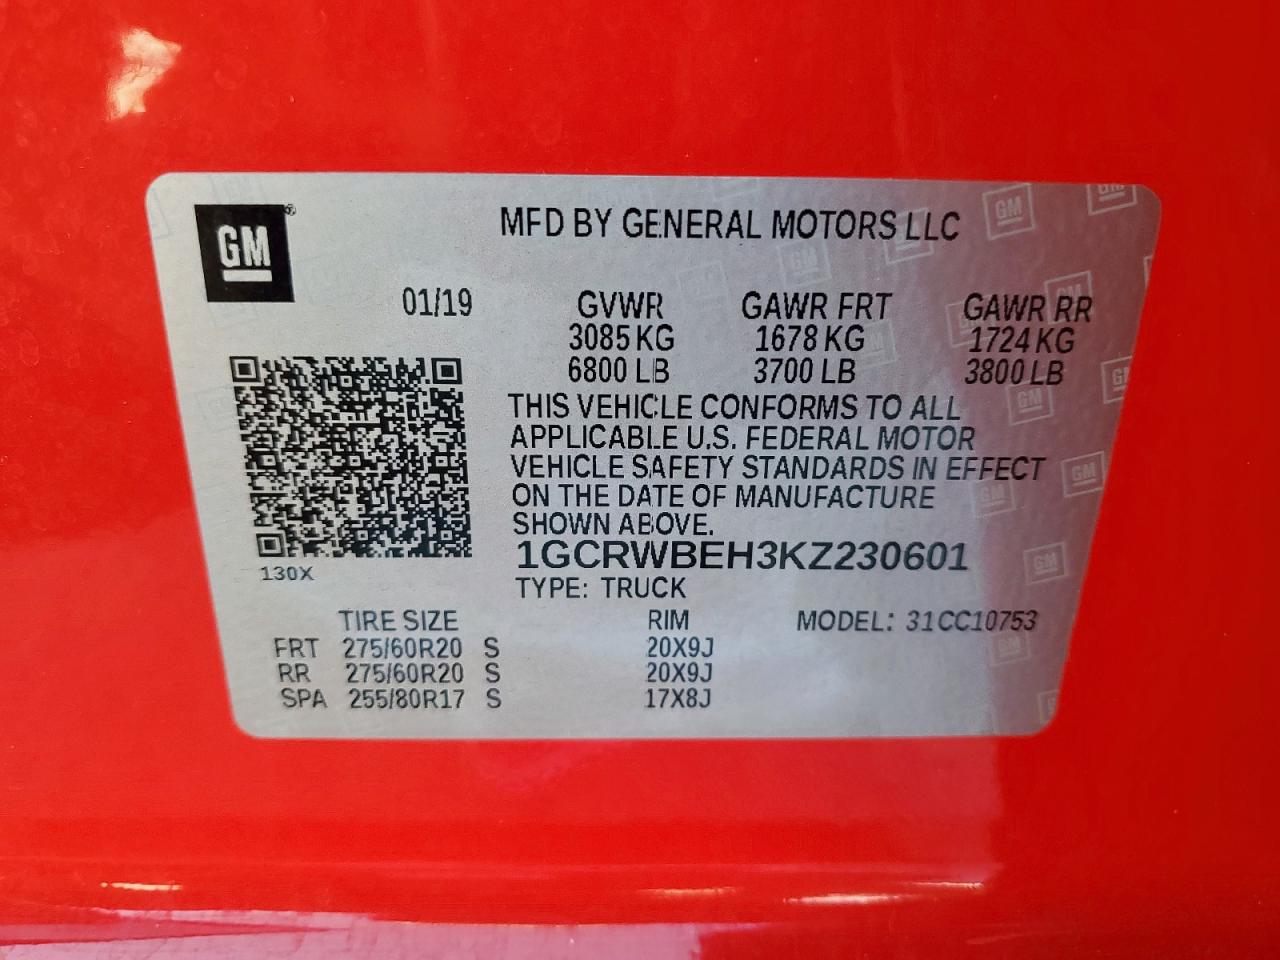 GM
MFD BY GENERAL MOTORS LLC
01/19
GVWR GAWR FRT GAWR RR
3085 KG 1678 KG 1724 KG
6800 LB 3700 LB 3800 LB
THIS VEHICLE CONFORMS TO ALL
APPLICABLE U.S. FEDERAL MOTOR
VEHICLE SAFETY STANDARDS IN EFFECT
ON THE DATE OF MANUFACTURE
SHOWN ABOVE.
1GCRWBEH3KZ230601
130X
TYPE: TRUCK
TIRE SIZE RIM MODEL: 31CC10753
FRT 275/60R20 S 20X9J
RR 275/60R20 S 20X9J
SPA 255/80R17 S 17X8J